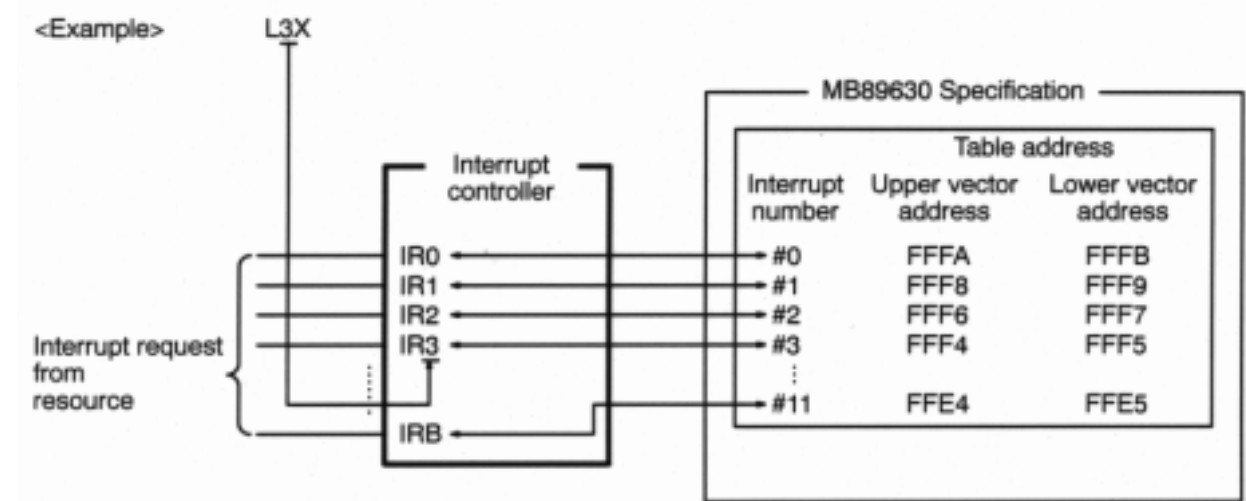 <Example>
L3X
MB89630 Specification
Table address
Interrupt number
Upper vector address
Lower vector address
Interrupt controller
IR0
#0 FFFA FFFB
IR1
#1 FFF8 FFF9
IR2
#2 FFF6 FFF7
IR3
#3 FFF4 FFF5
#11 FFE4 FFE5
IRB
Interrupt request
from
resource